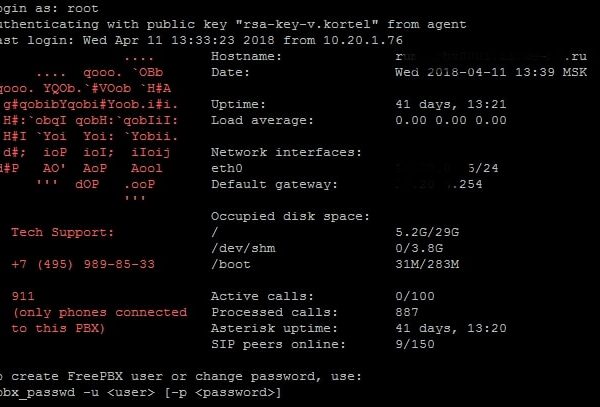 ogin as: root
uthenticating with public key "rsa-key-v.kortel" from agent
ast login: Wed Apr 11 13:33:23 2018 from 10.20.1.76
.... Hostname: .ru
.... qooo. `OBb Date: Wed 2018-04-11 13:39 MSK
qooo. YQOb.`#VOob `H#A
g#qobibYqobi#Yoob.i#i. Uptime: 41 days, 13:21
H#:`obqI qobH:`qobIiI: Load average: 0.00 0.00 0.00
H#I `Yoi Yoi: `Yobii.
d#; ioP ioI; iIoij Network interfaces:
d#P AO' AoP Aool eth0 5/24
''' dOP .ooP Default gateway: .254
'''
Occupied disk space:
Tech Support: / 5.2G/29G
/dev/shm 0/3.8G
+7 (495) 989-85-33 /boot 31M/283M
911 Active calls: 0/100
(only phones connected Processed calls: 887
to this PBX) Asterisk uptime: 41 days, 13:20
SIP peers online: 9/150
o create FreePBX user or change password, use:
pbx_passwd -u <user> [-p <password>]